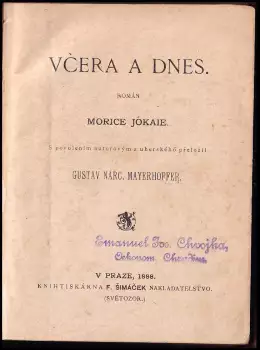 VČERA A DNES.
ROMÁN
MORICE JÓKAIE.
S povolením autorovým z uherského přeložil
GUSTAV NARC. MAYERHOFFER.
Emanuel Jos. Chvojka,
V PRAZE, 1888.
KNIHTISKÁRNA F. ŠIMÁČEK NAKLADATELSTVO.
(SVĚTOZOR.)